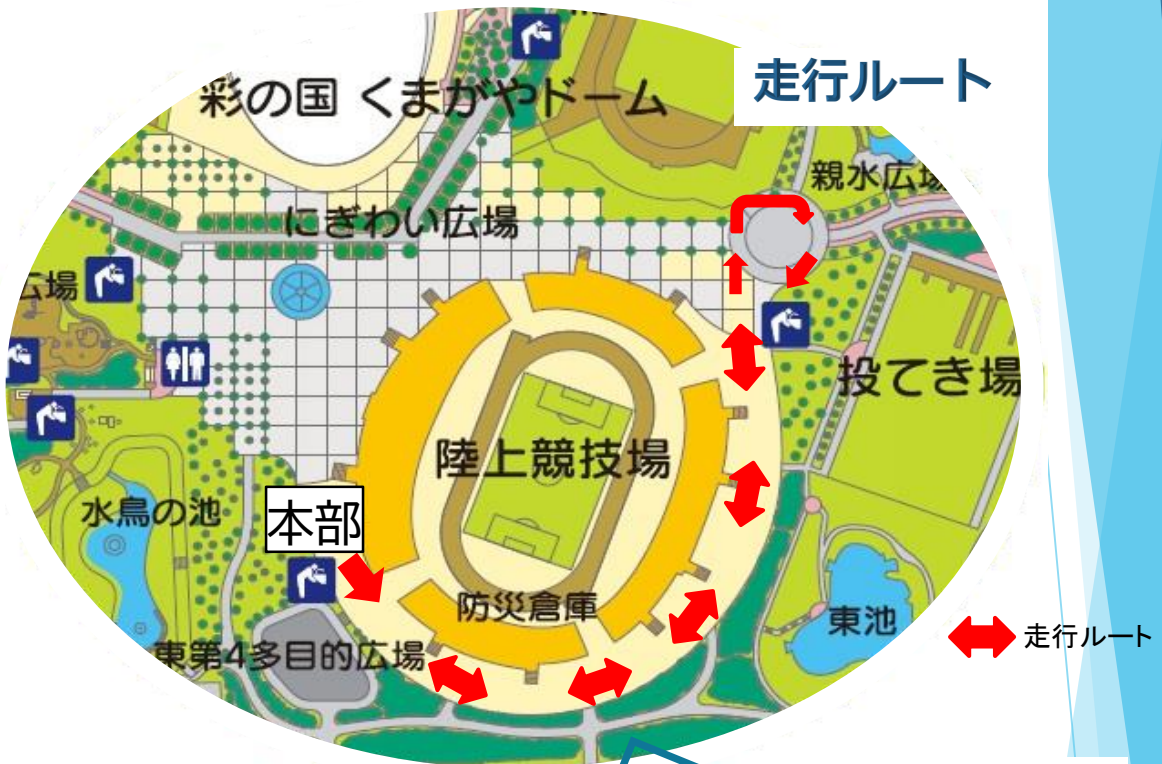 走行ルート
彩の国 くまがやドーム
親水広場
にぎわい広場
広場
投てき場
陸上競技場
水鳥の池
本部
防災倉庫
東池
走行ルート
東第4多目的広場